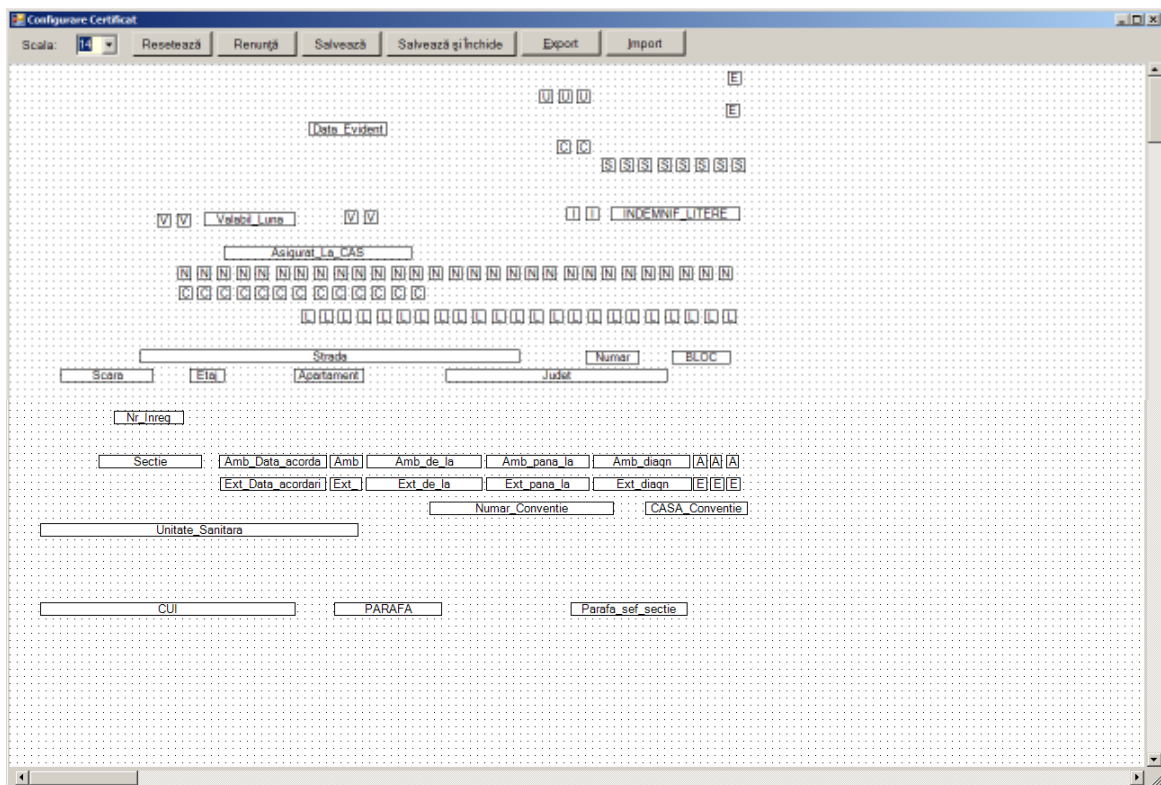 Configurare Certificat
Scala: 14 Resetează Renunță Salvează Salvează și Închide Export Import
E
U U U
E
Data_Evident
C C
S S S S S S S S
V V Valabil_Luna V V I I INDEMNIF_LITERE
Asigurat_La_CAS
N N N N N N N N N N N N N N N N N N N N N N N N N N N N N
C C C C C C C C C C C C C
L L L L L L L L L L L L L L L L L L L L L L L
Strada Numar BLOC
Scara Etaj Apartament Judet
Nr_Inreg
Sectie Amb_Data_acorda Amb Amb_de_la Amb_pana_la Amb_diagn A A A
Ext_Data_acordari Ext_ Ext_de_la Ext_pana_la Ext_diagn E E E
Numar_Conventie CASA_Conventie
Unitate_Sanitara
CUI PARAFA Parafa_sef_sectie